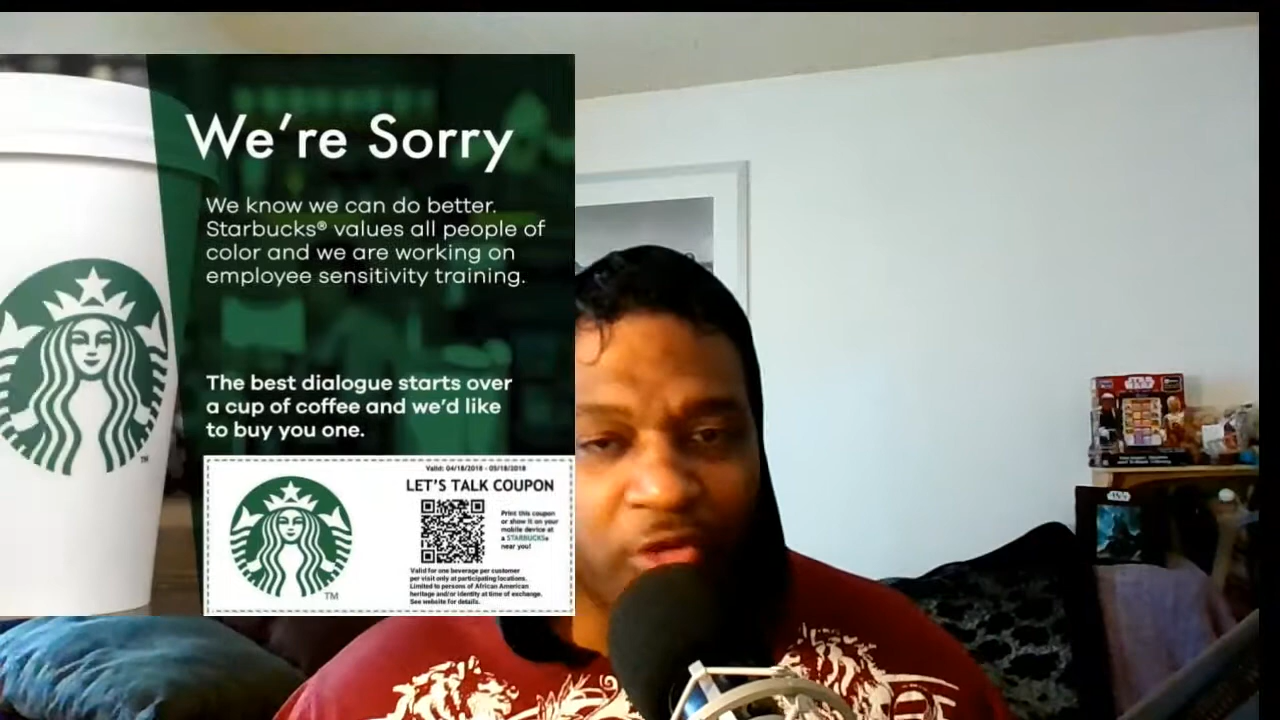 We're Sorry
We know we can do better.
Starbucks® values all people of
color and we are working on
employee sensitivity training.
The best dialogue starts over
a cup of coffee and we'd like
to buy you one.
Valid: 04/18/2018 - 05/18/2018
LET'S TALK COUPON
Print this coupon
or show it on your
mobile device at
a STARBUCKS®
near you!
Valid for one beverage per customer
per visit only at participating locations.
Limited to persons of African American
heritage and/or identity at time of exchange.
See website for details.
TM
TM
STAR
WARS